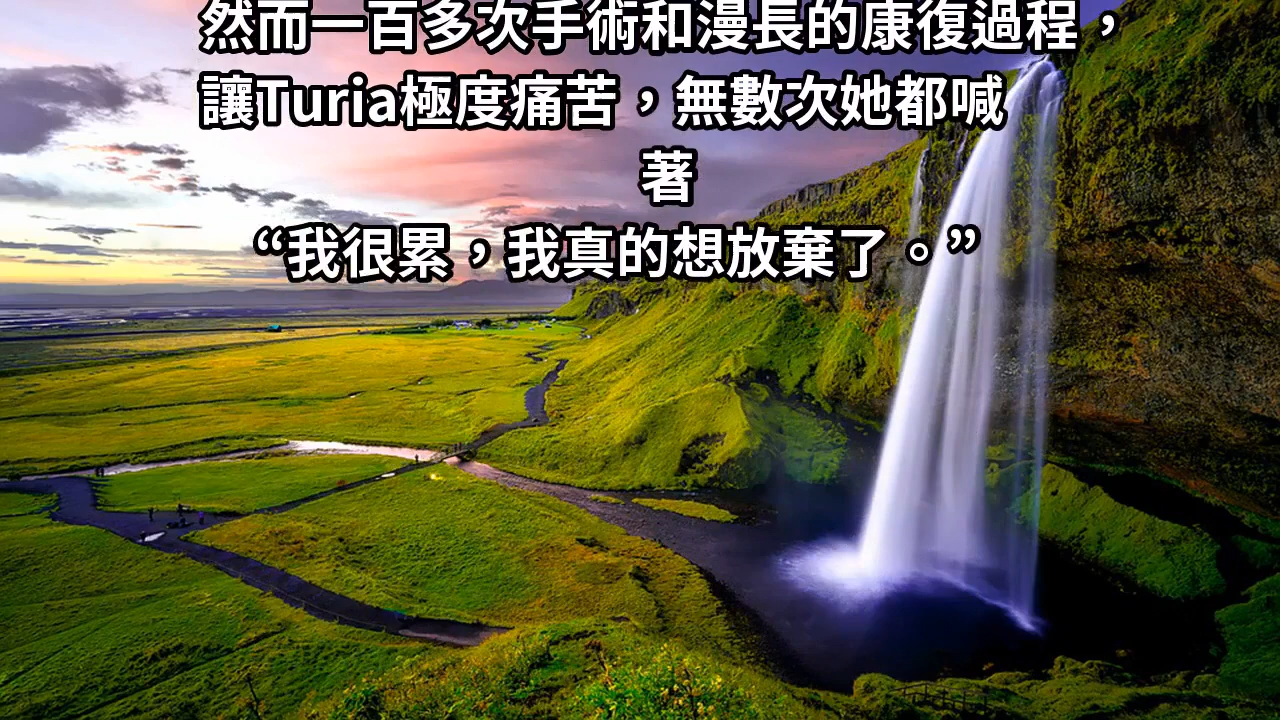 然而一百多次手術和漫長的康復過程，
讓Turia極度痛苦，無數次她都喊
著
“我很累，我真的想放棄了。”